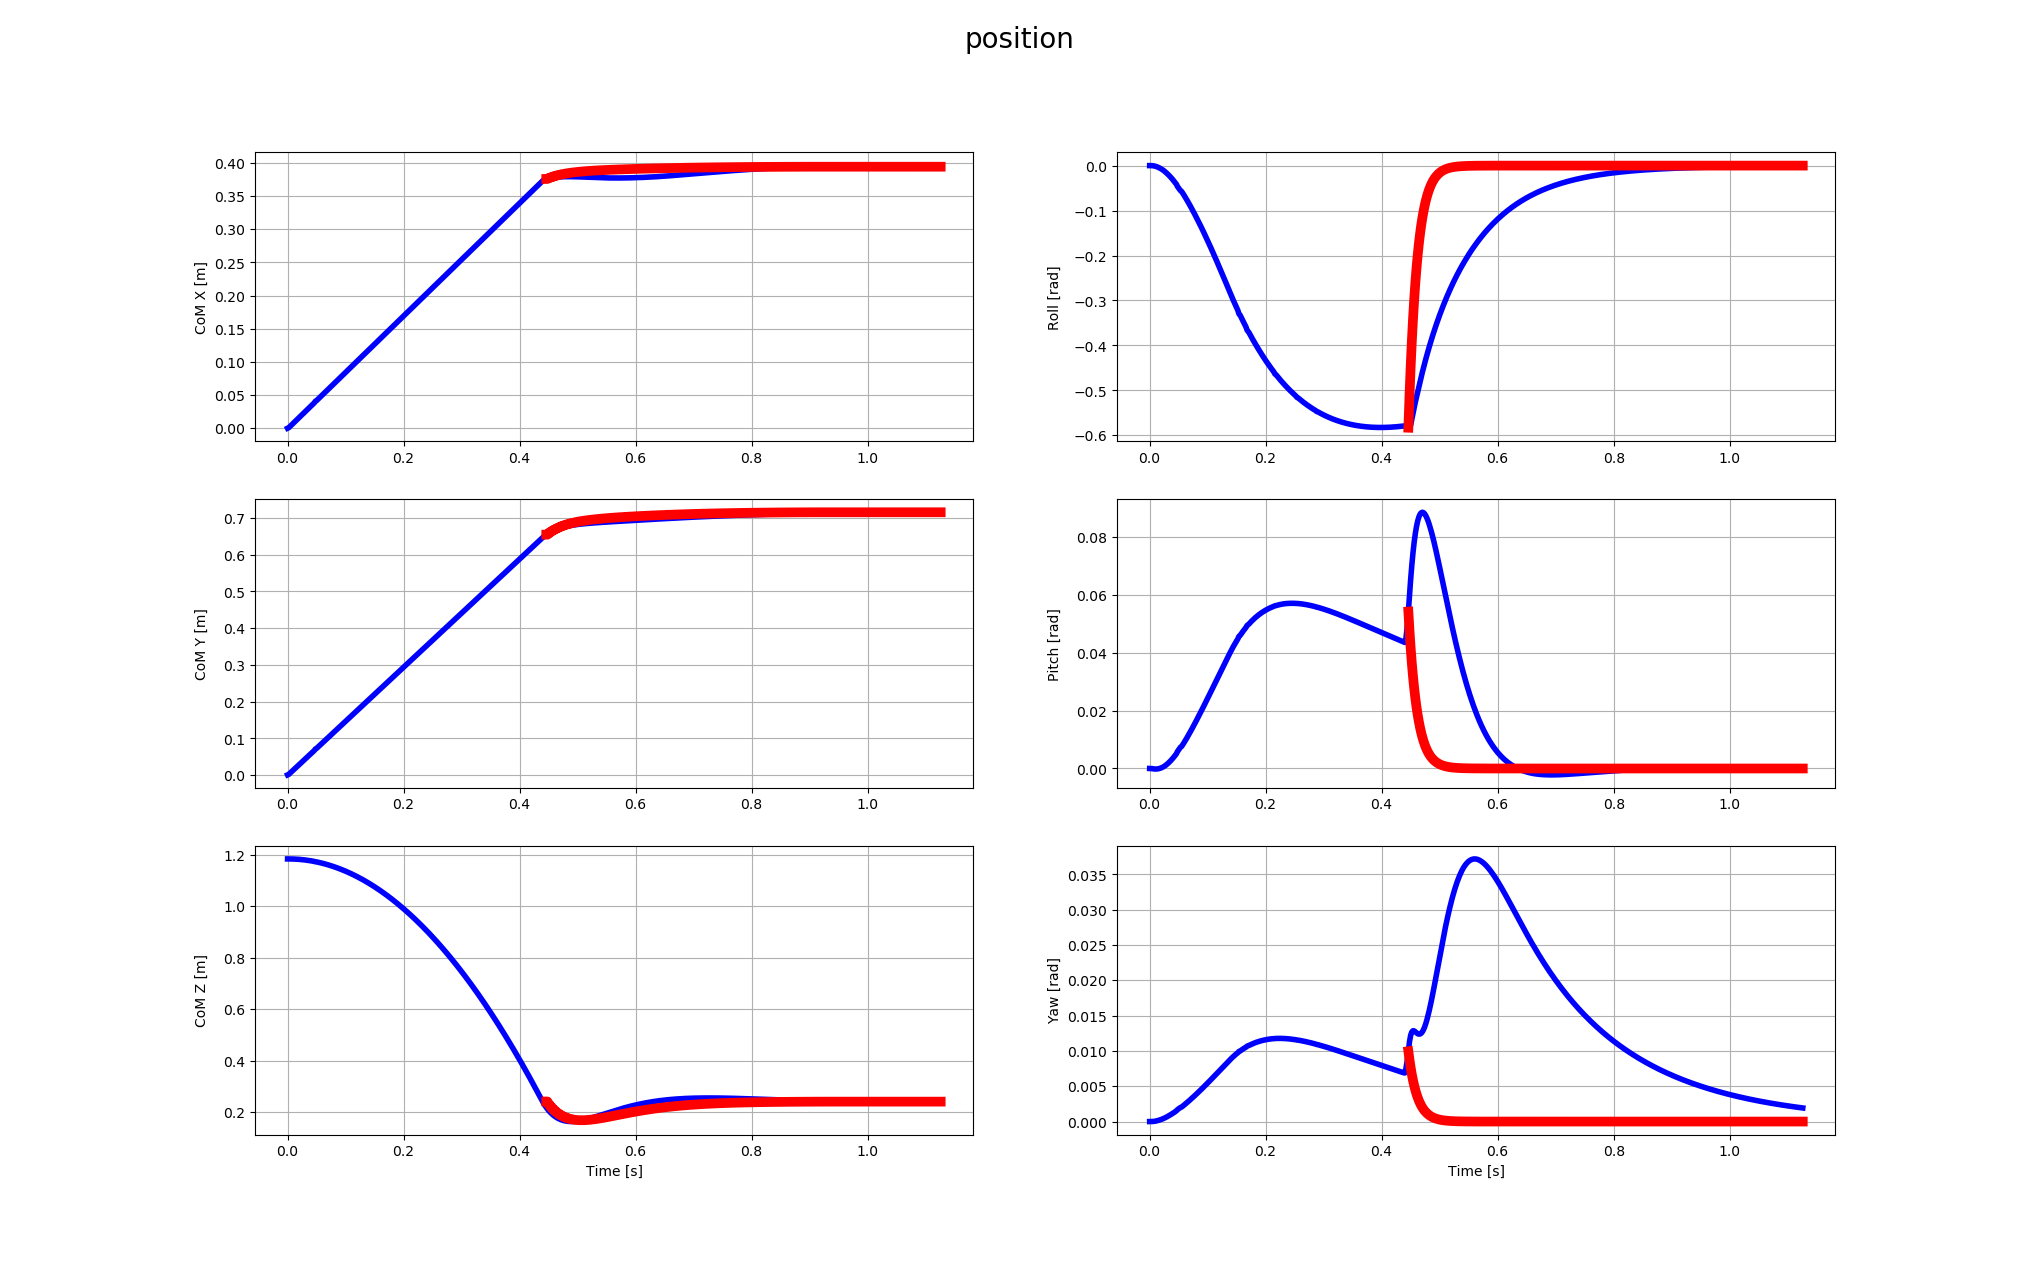 position
CoM X [m]
0.40
0.35
0.30
0.25
0.20
0.15
0.10
0.05
0.00
0.0 0.2 0.4 0.6 0.8 1.0
Roll [rad]
0.0
−0.1
−0.2
−0.3
−0.4
−0.5
−0.6
0.0 0.2 0.4 0.6 0.8 1.0
CoM Y [m]
0.7
0.6
0.5
0.4
0.3
0.2
0.1
0.0
0.0 0.2 0.4 0.6 0.8 1.0
Pitch [rad]
0.08
0.06
0.04
0.02
0.00
0.0 0.2 0.4 0.6 0.8 1.0
CoM Z [m]
1.2
1.0
0.8
0.6
0.4
0.2
0.0 0.2 0.4 0.6 0.8 1.0
Time [s]
Yaw [rad]
0.035
0.030
0.025
0.020
0.015
0.010
0.005
0.000
0.0 0.2 0.4 0.6 0.8 1.0
Time [s]